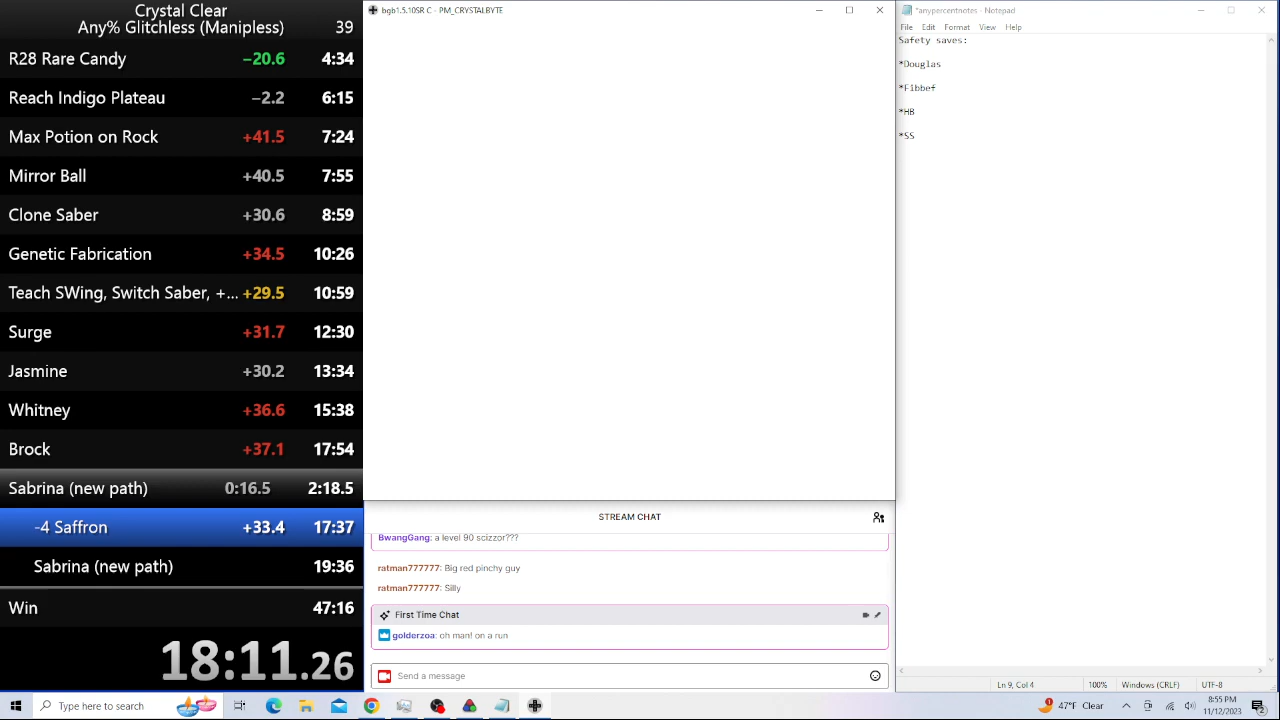 Crystal Clear
Any% Glitchless (Manipless) 39
R28 Rare Candy −20.6 4:34
Reach Indigo Plateau −2.2 6:15
Max Potion on Rock +41.5 7:24
Mirror Ball +40.5 7:55
Clone Saber +30.6 8:59
Genetic Fabrication +34.5 10:26
Teach SWing, Switch Saber, +... +29.5 10:59
Surge +31.7 12:30
Jasmine +30.2 13:34
Whitney +36.6 15:38
Brock +37.1 17:54
Sabrina (new path) 0:16.5 2:18.5
-4 Saffron +33.4 17:37
Sabrina (new path) 19:36
Win 47:16
18:11.26
bgb1.5.10SR C - PM_CRYSTALBYTE
STREAM CHAT
BwangGang: a level 90 scizzor???
ratman777777: Big red pinchy guy
ratman777777: Silly
First Time Chat
golderzoa: oh man! on a run
Send a message
*anypercentnotes - Notepad
File Edit Format View Help
Safety saves:
*Douglas
*Fibbef
*HB
*SS
Ln 9, Col 4 100% Windows (CRLF) UTF-8
Type here to search
47°F Clear
8:55 PM
11/12/2023
2